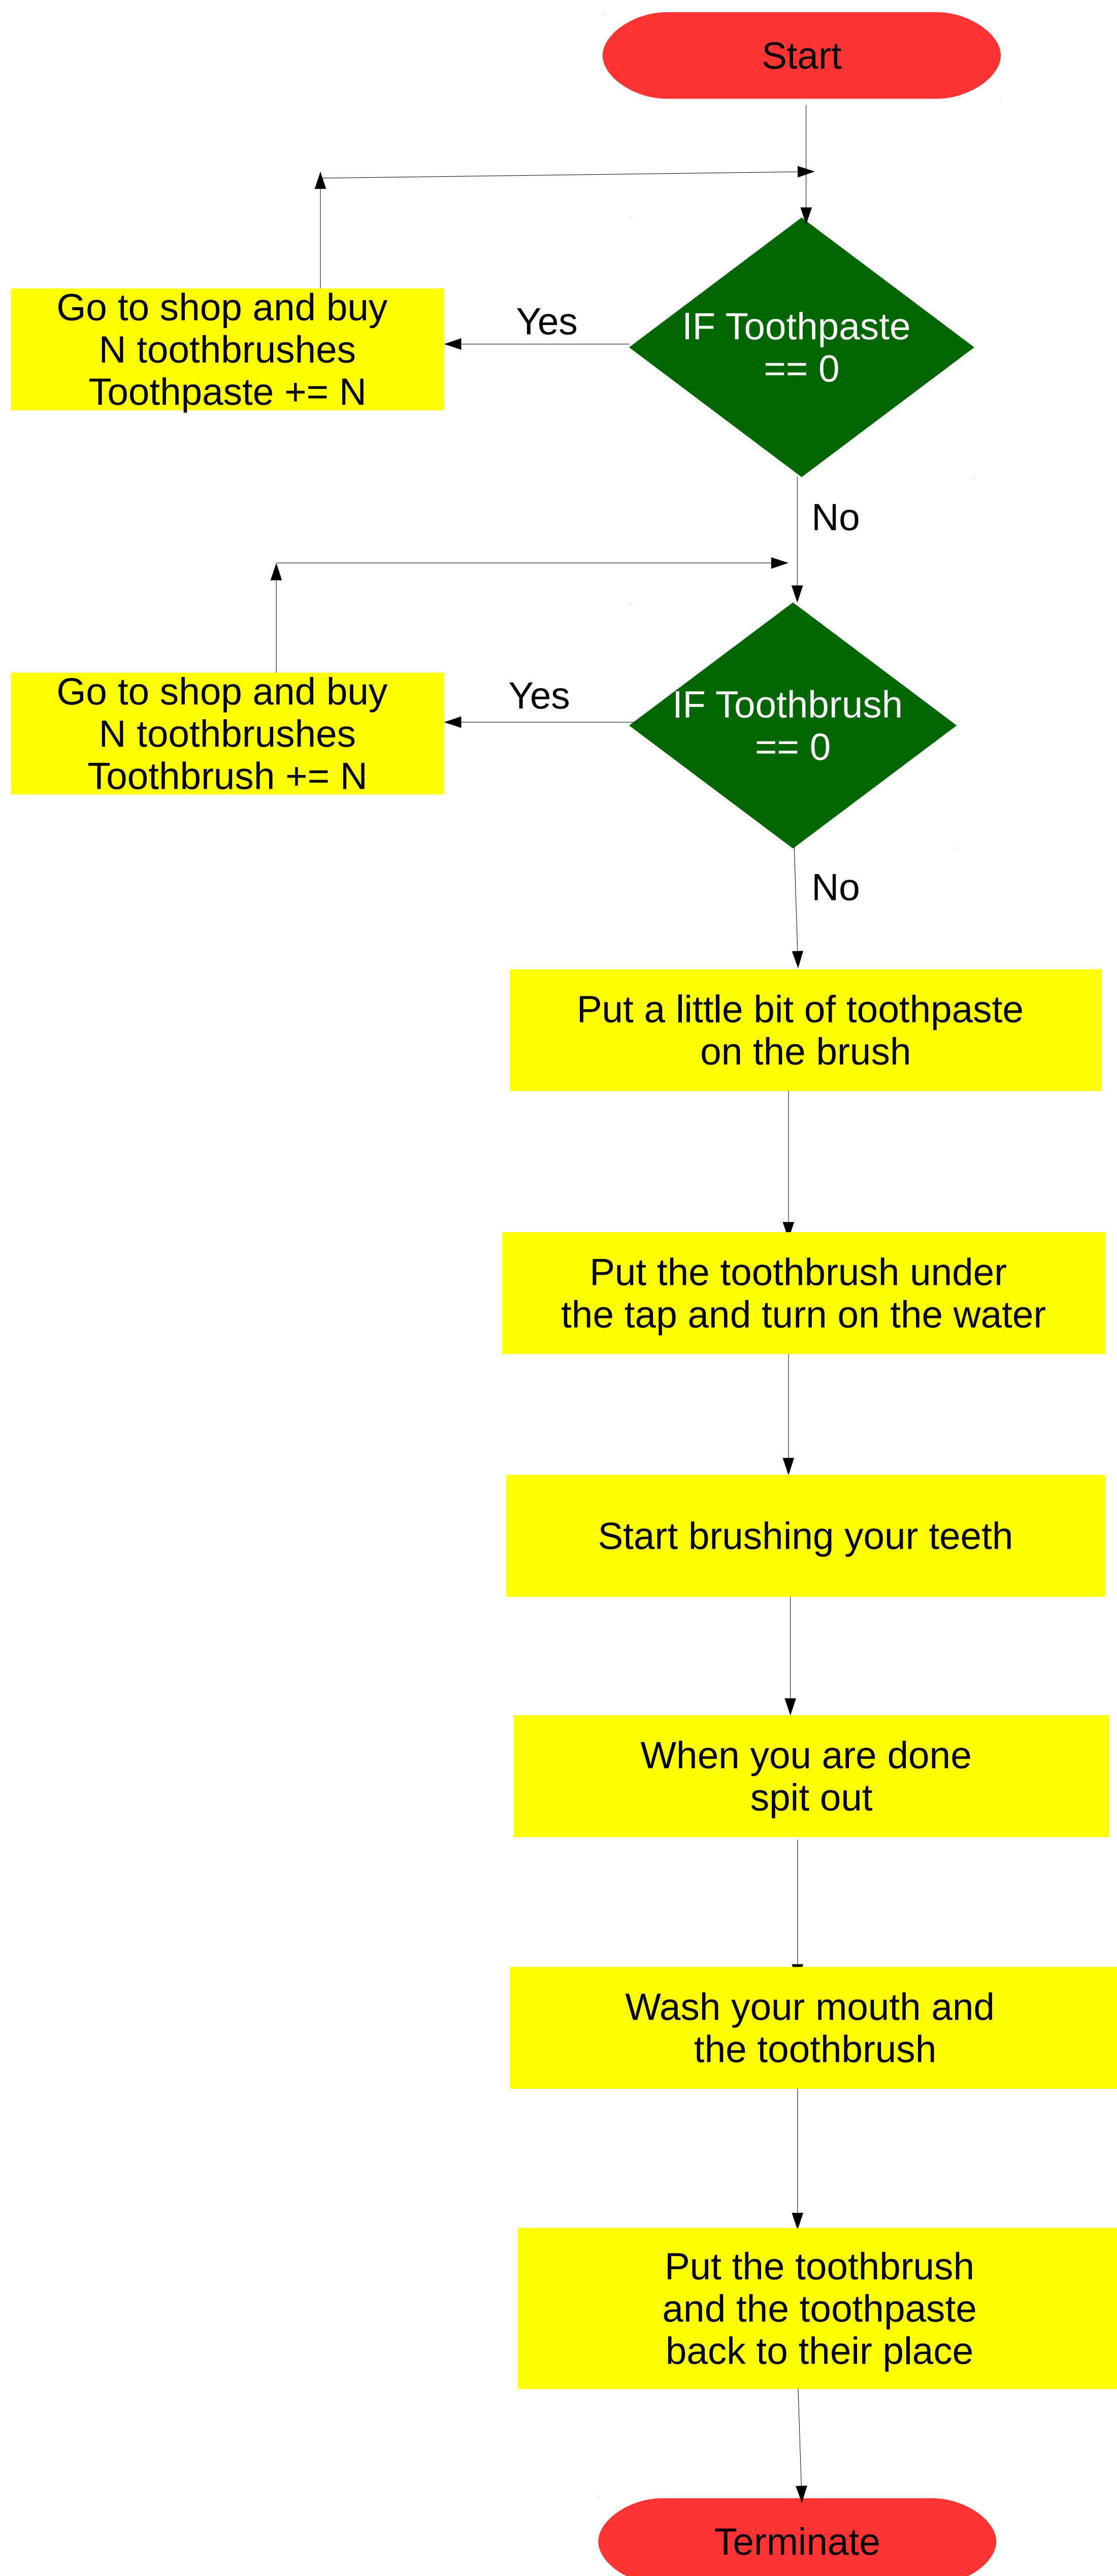 Start
Go to shop and buy
N toothbrushes
Toothpaste += N
Yes
IF Toothpaste
== 0
No
Go to shop and buy
N toothbrushes
Toothbrush += N
Yes
IF Toothbrush
== 0
No
Put a little bit of toothpaste
on the brush
Put the toothbrush under
the tap and turn on the water
Start brushing your teeth
When you are done
spit out
Wash your mouth and
the toothbrush
Put the toothbrush
and the toothpaste
back to their place
Terminate